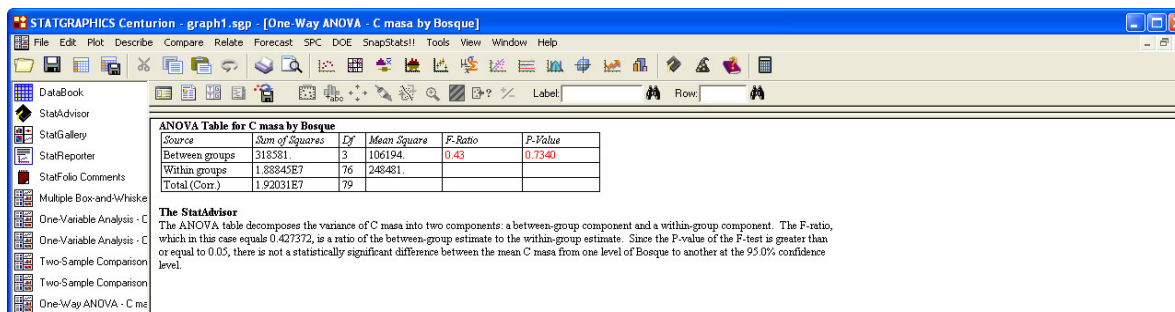 STATGRAPHICS Centurion - graph1.sgp - [One-Way ANOVA - C masa by Bosque]
File Edit Plot Describe Compare Relate Forecast SPC DOE SnapStats!! Tools View Window Help
Label: Row:
DataBook
StatAdvisor
StatGallery
StatReporter
StatFolio Comments
Multiple Box-and-Whiske
One-Variable Analysis - C
One-Variable Analysis - C
Two-Sample Comparison
Two-Sample Comparison
One-Way ANOVA - C ma
ANOVA Table for C masa by Bosque
Source Sum of Squares Df Mean Square F-Ratio P-Value
Between groups 318581. 3 106194. 0.43 0.7340
Within groups 1.88845E7 76 248481.
Total (Corr.) 1.92031E7 79
The StatAdvisor
The ANOVA table decomposes the variance of C masa into two components: a between-group component and a within-group component. The F-ratio,
which in this case equals 0.427372, is a ratio of the between-group estimate to the within-group estimate. Since the P-value of the F-test is greater than
or equal to 0.05, there is not a statistically significant difference between the mean C masa from one level of Bosque to another at the 95.0% confidence
level.